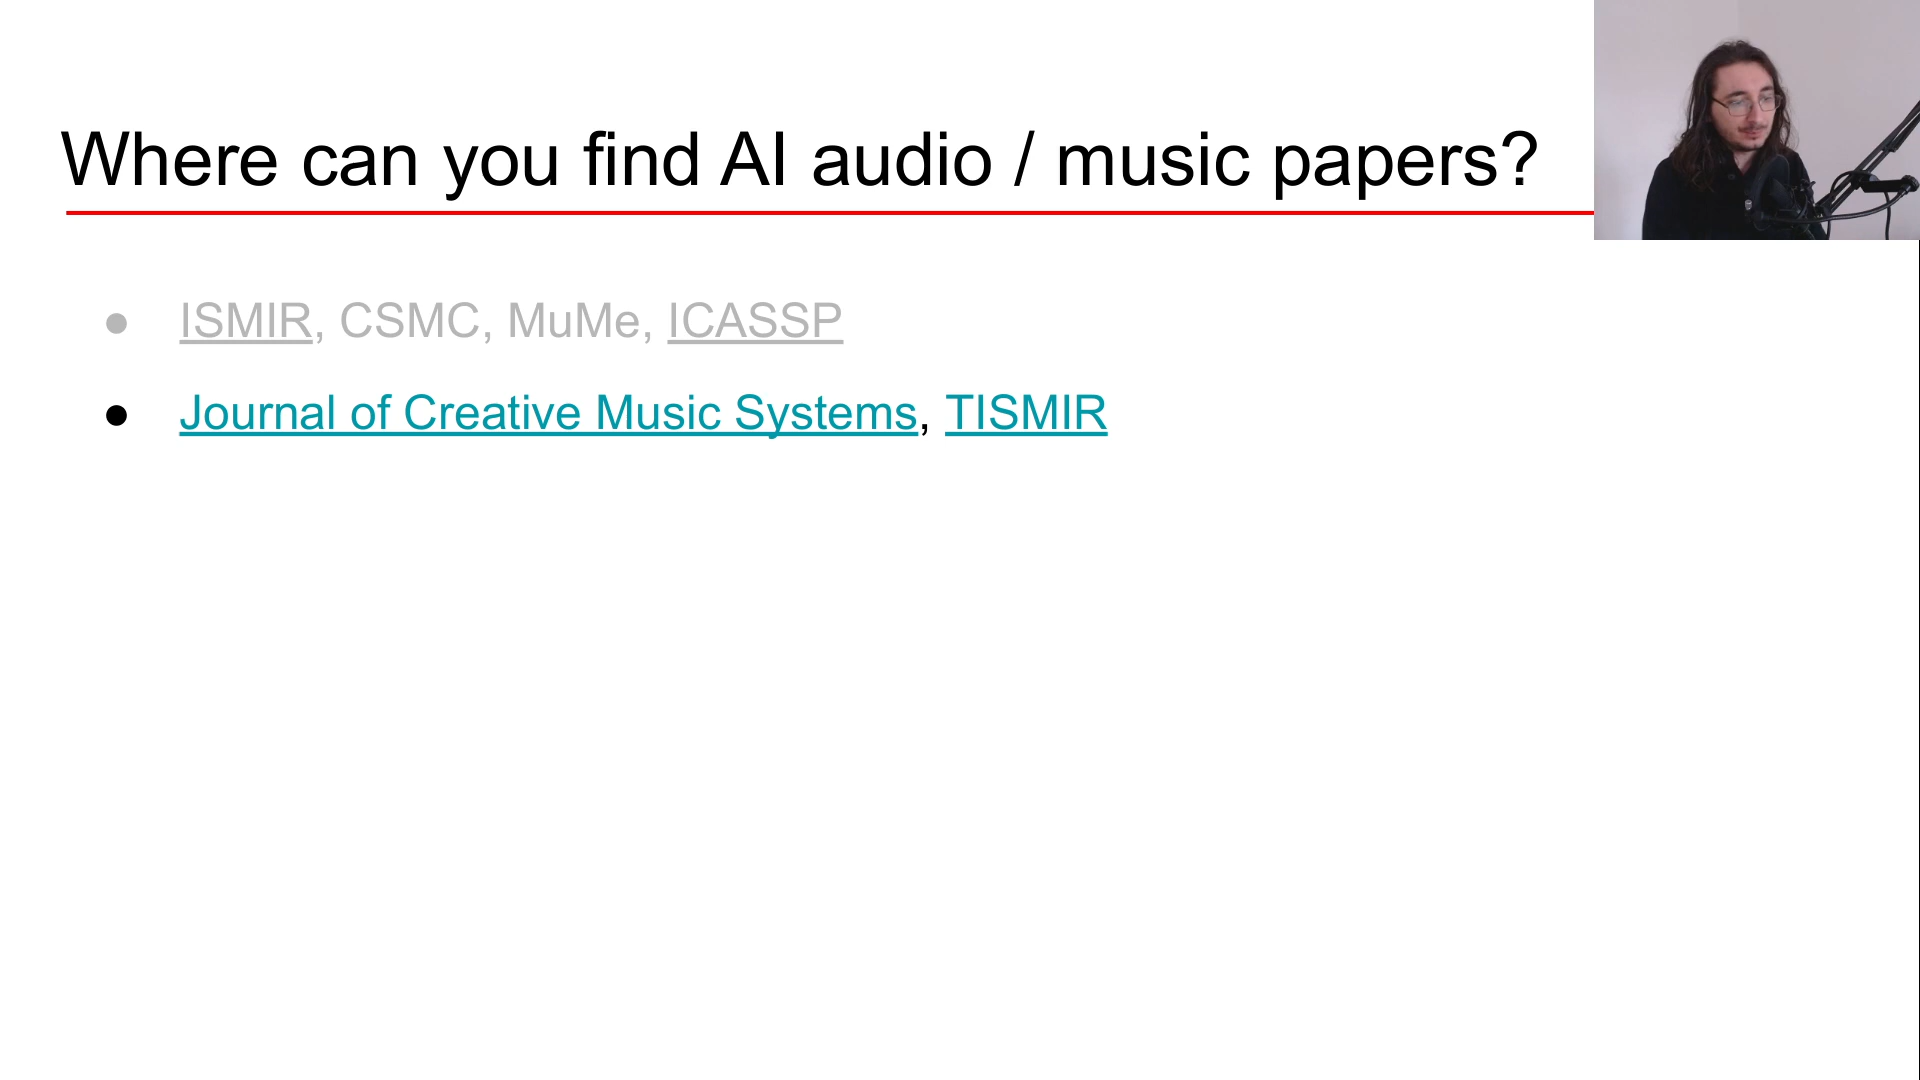 Where can you find AI audio / music papers?
● ISMIR, CSMC, MuMe, ICASSP
● Journal of Creative Music Systems, TISMIR